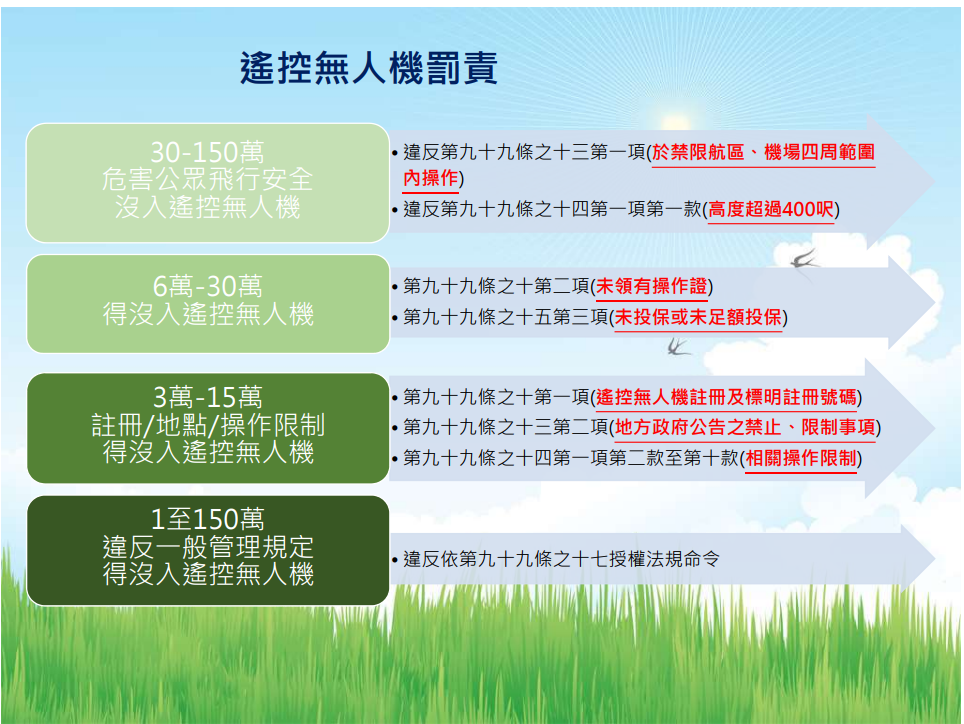 遙控無人機罰責
30-150萬
危害公眾飛行安全
沒入遙控無人機
• 違反第九十九條之十三第一項(於禁限航區、機場四周範圍
內操作)
• 違反第九十九條之十四第一項第一款(高度超過400呎)
6萬-30萬
得沒入遙控無人機
• 第九十九條之十第二項(未領有操作證)
• 第九十九條之十五第三項(未投保或未足額投保)
3萬-15萬
註冊/地點/操作限制
得沒入遙控無人機
• 第九十九條之十第一項(遙控無人機註冊及標明註冊號碼)
• 第九十九條之十三第二項(地方政府公告之禁止、限制事項)
• 第九十九條之十四第一項第二款至第十款(相關操作限制)
1至150萬
違反一般管理規定
得沒入遙控無人機
• 違反依第九十九條之十七授權法規命令